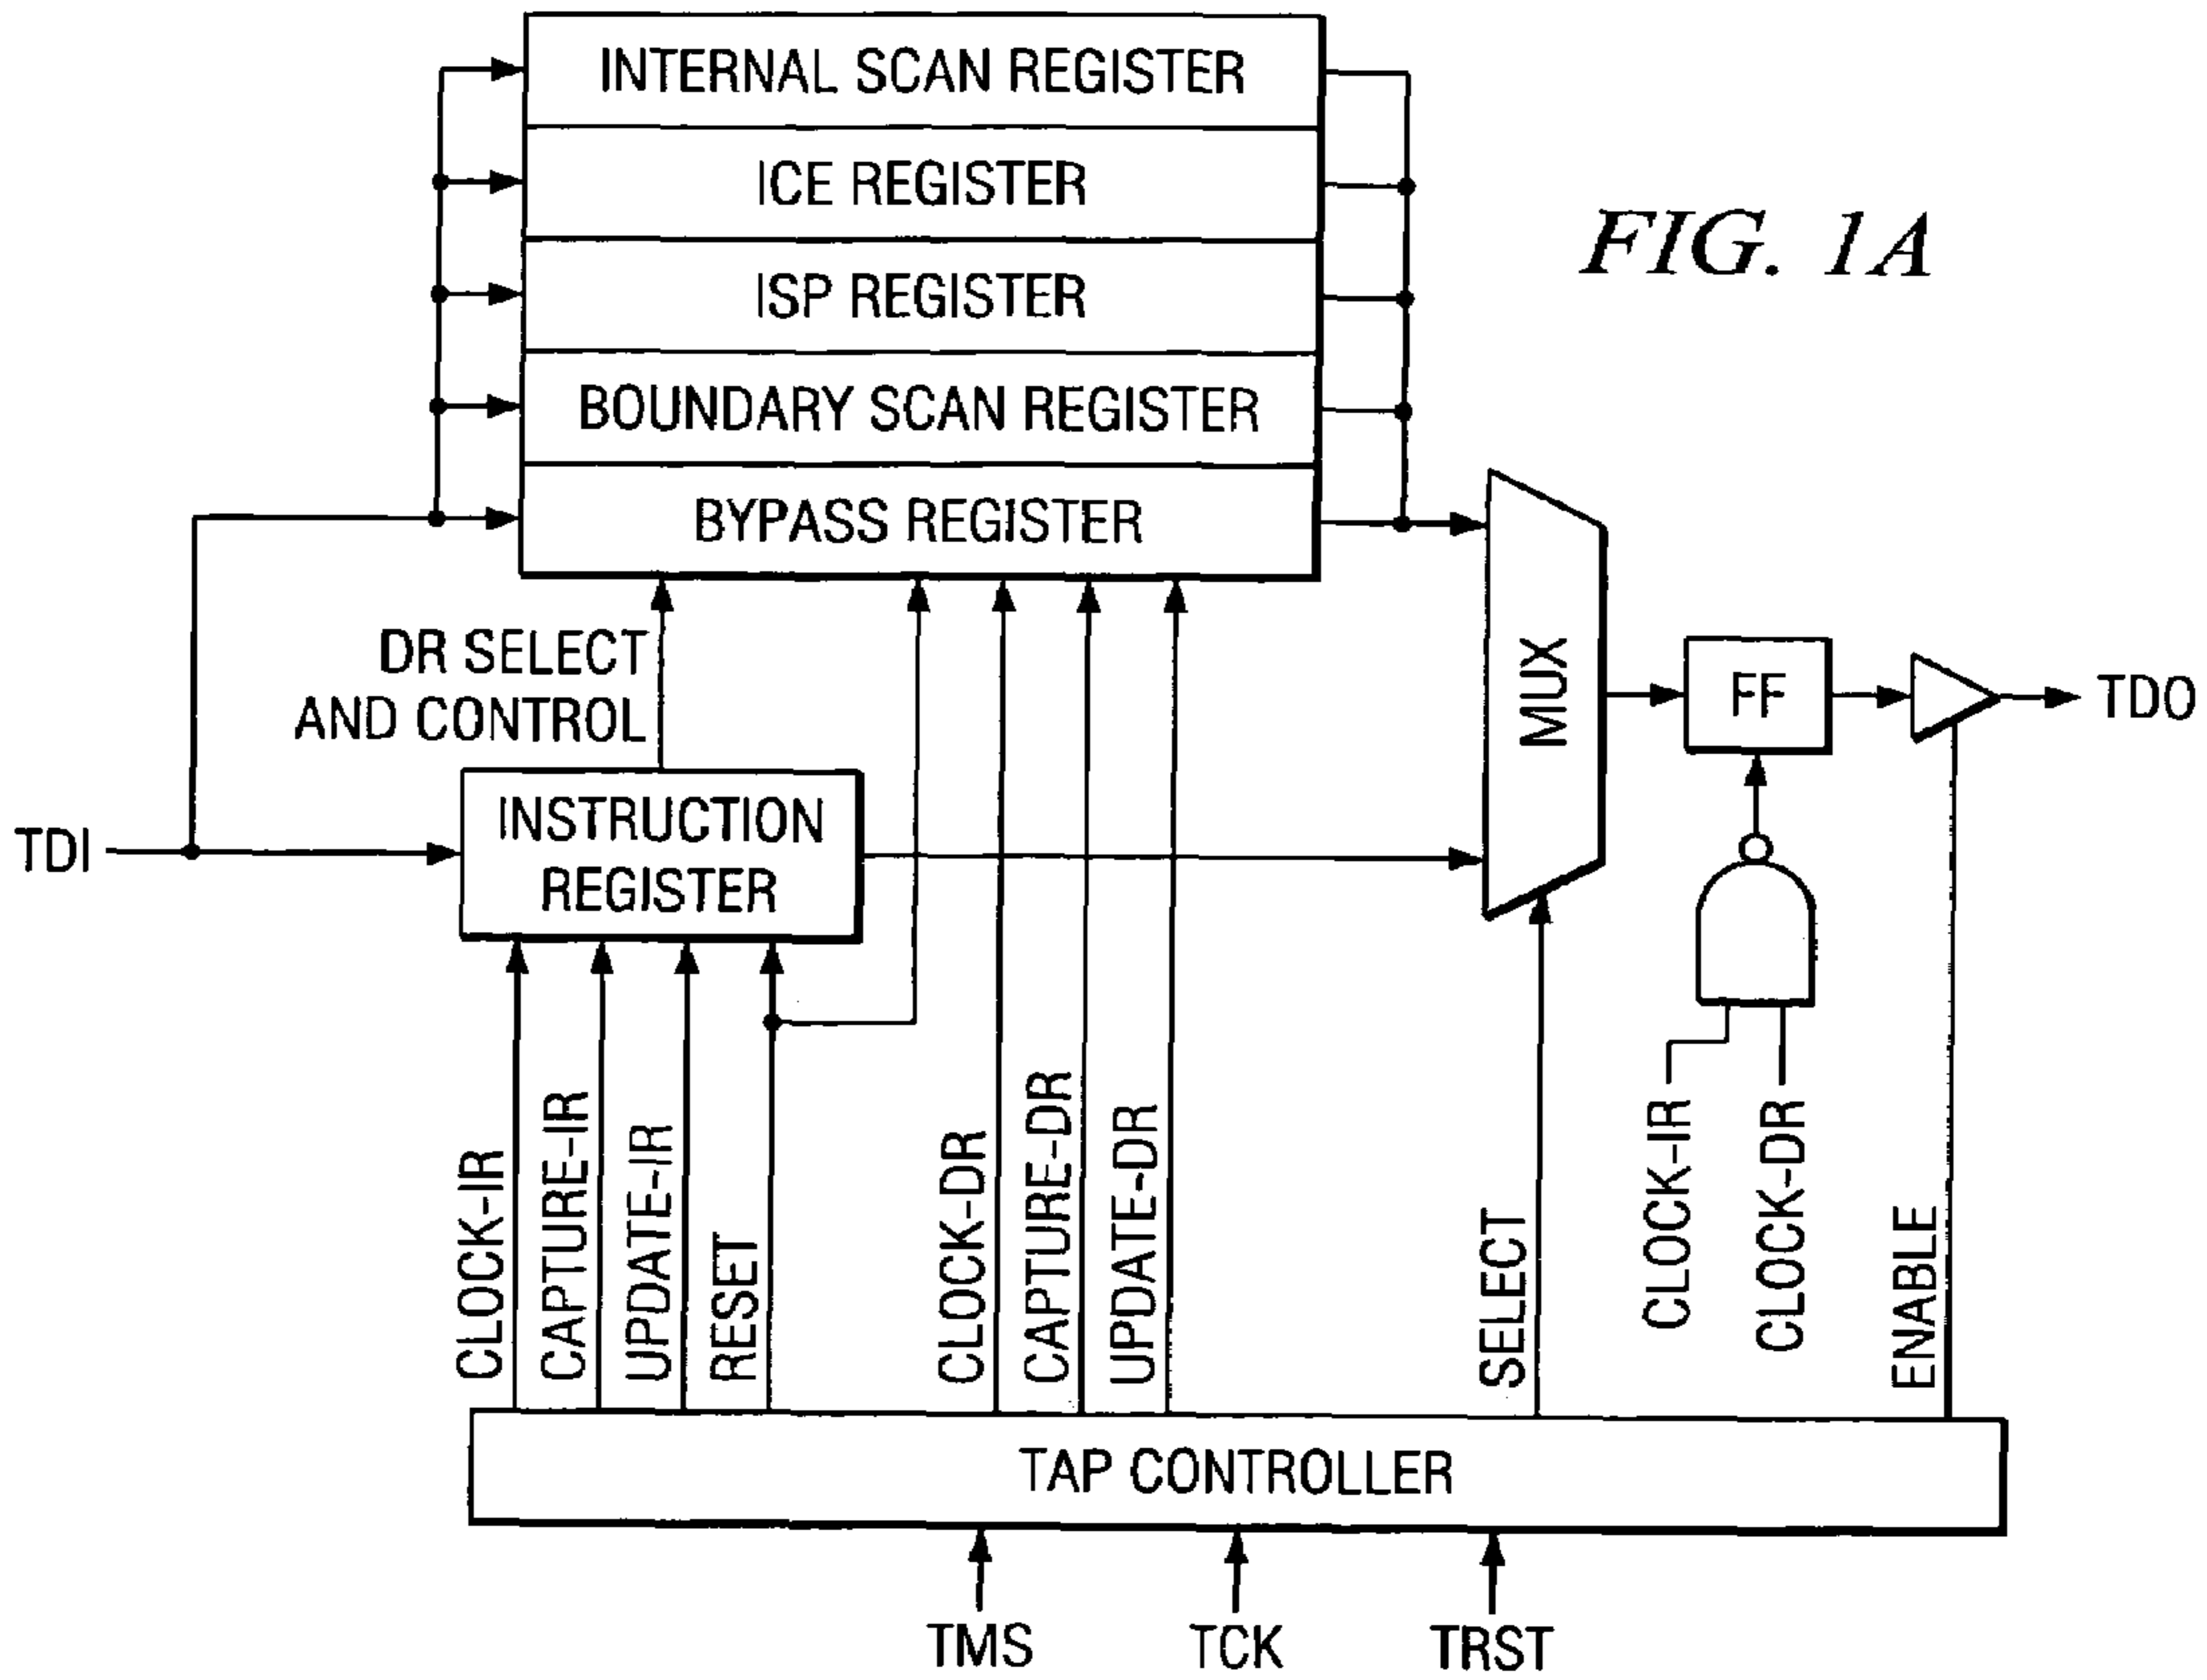 INTERNAL SCAN REGISTER
ICE REGISTER
FIG. 1A
ISP REGISTER
BOUNDARY SCAN REGISTER
BYPASS REGISTER
DR SELECT
AND CONTROL
MUX
FF
TDO
TDI
INSTRUCTION
REGISTER
CLOCK-IR
CAPTURE-IR
UPDATE-IR
RESET
CLOCK-DR
CAPTURE-DR
UPDATE-DR
SELECT
CLOCK-IR
CLOCK-DR
ENABLE
TAP CONTROLLER
TMS
TCK
TRST